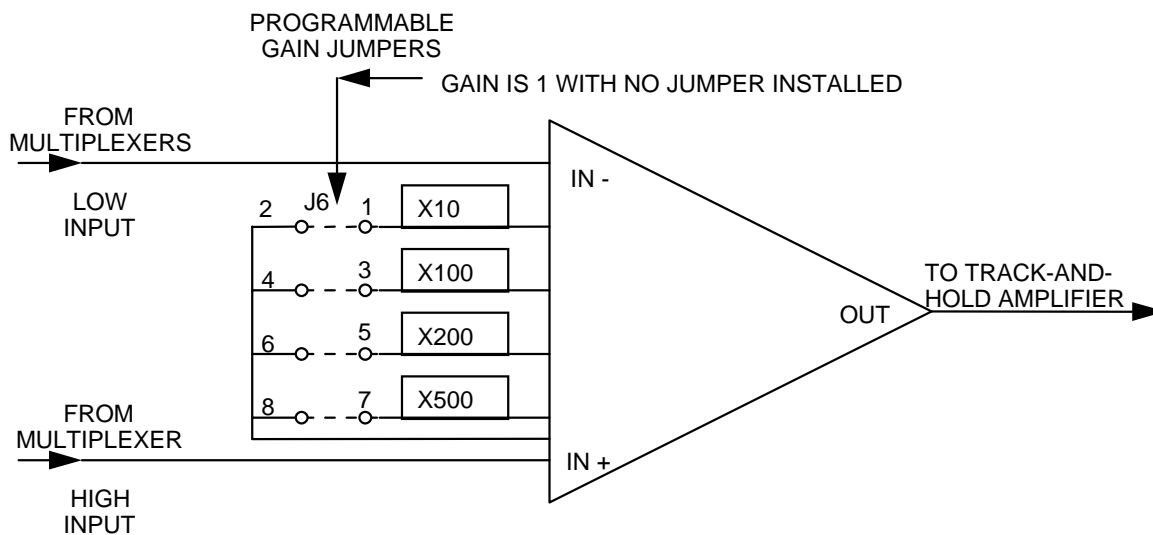 PROGRAMMABLE
GAIN JUMPERS
GAIN IS 1 WITH NO JUMPER INSTALLED
FROM
MULTIPLEXERS
LOW
INPUT
IN -
2 J6 1 X10
4 3 X100
6 5 X200
8 7 X500
FROM
MULTIPLEXER
HIGH
INPUT
IN +
OUT
TO TRACK-AND-
HOLD AMPLIFIER